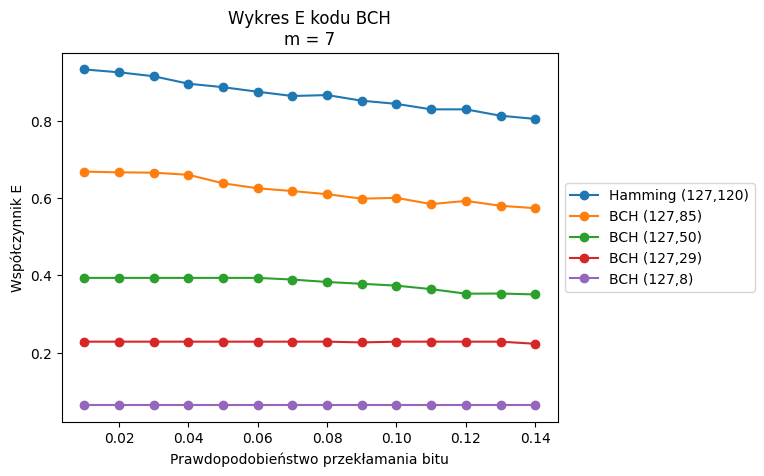 Wykres E kodu BCH
m = 7
Współczynnik E
0.8
0.6
0.4
0.2
0.02 0.04 0.06 0.08 0.10 0.12 0.14
Prawdopodobieństwo przekłamania bitu
Hamming (127,120)
BCH (127,85)
BCH (127,50)
BCH (127,29)
BCH (127,8)